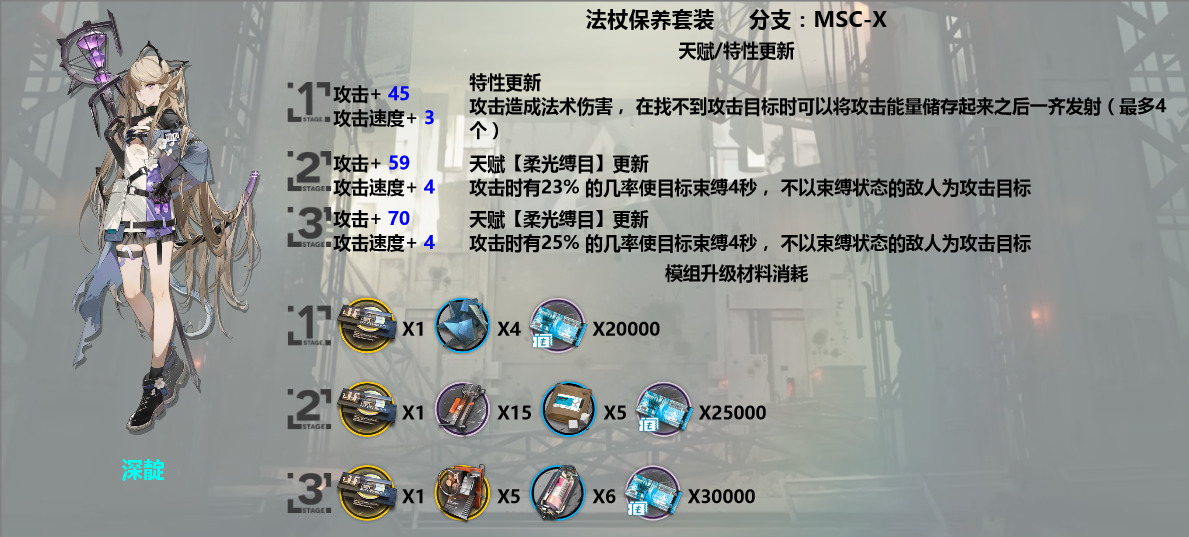 法杖保养套装 分支：MSC-X
天赋/特性更新
特性更新
1 STAGE. 攻击+ 45
攻击造成法术伤害 ，在找不到攻击目标时可以将攻击能量储存起来之后一齐发射（最多4
攻击速度+ 3
个）
2 STAGE. 攻击+ 59 天赋【柔光缚目】更新
攻击速度+ 4 攻击时有23% 的几率使目标束缚4秒 ，不以束缚状态的敌人为攻击目标
3 STAGE. 攻击+ 70 天赋【柔光缚目】更新
攻击速度+ 4 攻击时有25% 的几率使目标束缚4秒 ，不以束缚状态的敌人为攻击目标
模组升级材料消耗
1 STAGE. X1 X4 X20000
2 STAGE. X1 X15 X5 X25000
深靛
3 STAGE. X1 X5 X6 X30000